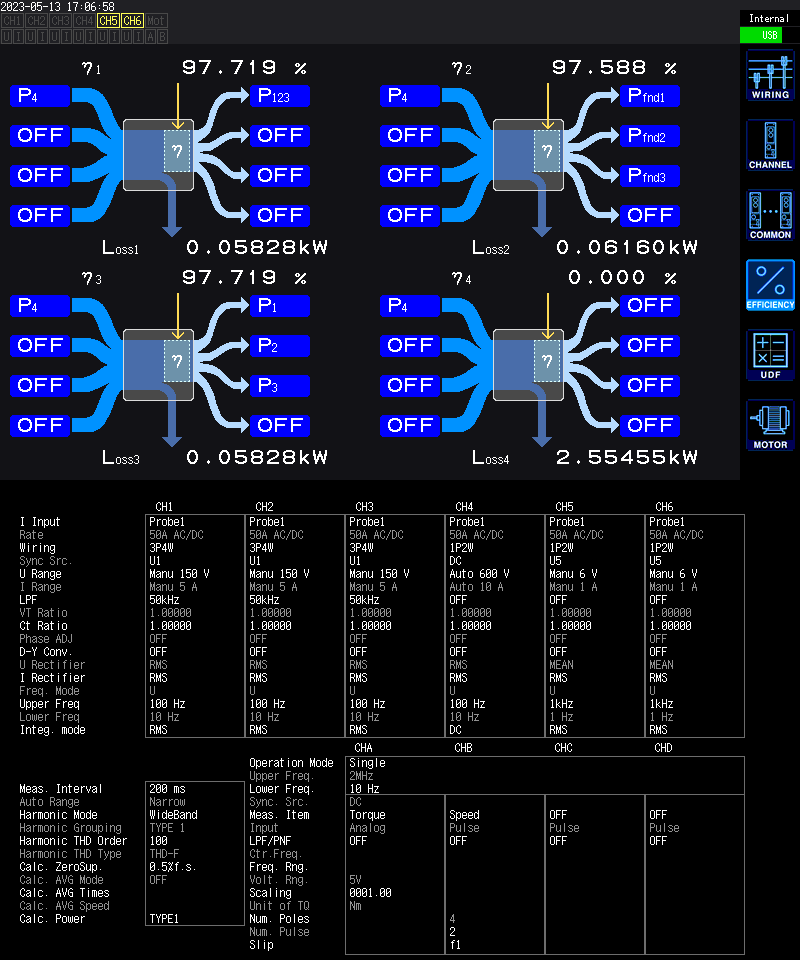 2023-05-13 17:06:58
CH1 CH2 CH3 CH4 CH5 CH6 Mot
U I U I U I U I U I U I A B
Internal
USB
WIRING
CHANNEL
COMMON
EFFICIENCY
UDF
MOTOR
η1 97.719 %
P4 P123
OFF OFF
η
OFF OFF
OFF OFF
Loss1 0.05828kW
η2 97.588 %
P4 Pfnd1
OFF Pfnd2
η
OFF Pfnd3
OFF OFF
Loss2 0.06160kW
η3 97.719 %
P4 P1
OFF P2
η
OFF P3
OFF OFF
Loss3 0.05828kW
η4 0.000 %
P4 OFF
OFF OFF
η
OFF OFF
OFF OFF
Loss4 2.55455kW
CH1 CH2 CH3 CH4 CH5 CH6
I Input Probe1 Probe1 Probe1 Probe1 Probe1 Probe1
Rate 50A AC/DC 50A AC/DC 50A AC/DC 50A AC/DC 50A AC/DC 50A AC/DC
Wiring 3P4W 3P4W 3P4W 1P2W 1P2W 1P2W
Sync Src. U1 U1 U1 DC U5 U5
U Range Manu 150 V Manu 150 V Manu 150 V Auto 600 V Manu 6 V Manu 6 V
I Range Manu 5 A Manu 5 A Manu 5 A Auto 10 A Manu 1 A Manu 1 A
LPF 50kHz 50kHz 50kHz OFF OFF OFF
VT Ratio 1.00000 1.00000 1.00000 1.00000 1.00000 1.00000
Ct Ratio 1.00000 1.00000 1.00000 1.00000 1.00000 1.00000
Phase ADJ OFF OFF OFF OFF OFF OFF
D-Y Conv. OFF OFF OFF OFF OFF OFF
U Rectifier RMS RMS RMS RMS MEAN MEAN
I Rectifier RMS RMS RMS RMS RMS RMS
Freq. Mode U U U U U U
Upper Freq 100 Hz 100 Hz 100 Hz 100 Hz 1kHz 1kHz
Lower Freq 10 Hz 10 Hz 10 Hz 10 Hz 1 Hz 1 Hz
Integ. mode RMS RMS RMS DC RMS RMS
CHA CHB CHC CHD
Operation Mode Single
Upper Freq. 2MHz
Meas. Interval 200 ms Lower Freq. 10 Hz
Auto Range Narrow Sync. Src. DC
Harmonic Mode WideBand Meas. Item Torque Speed OFF OFF
Harmonic Grouping TYPE 1 Input Analog Pulse Pulse Pulse
Harmonic THD Order 100 LPF/PNF OFF OFF OFF OFF
Harmonic THD Type THD-F Ctr.Freq.
Calc. ZeroSup. 0.5%f.s. Freq. Rng.
Calc. AVG Mode OFF Volt. Rng. 5V
Calc. AVG Times Scaling 0001.00
Calc. AVG Speed Unit of TQ Nm
Calc. Power TYPE1 Num. Poles 4
Num. Pulse 2
Slip f1